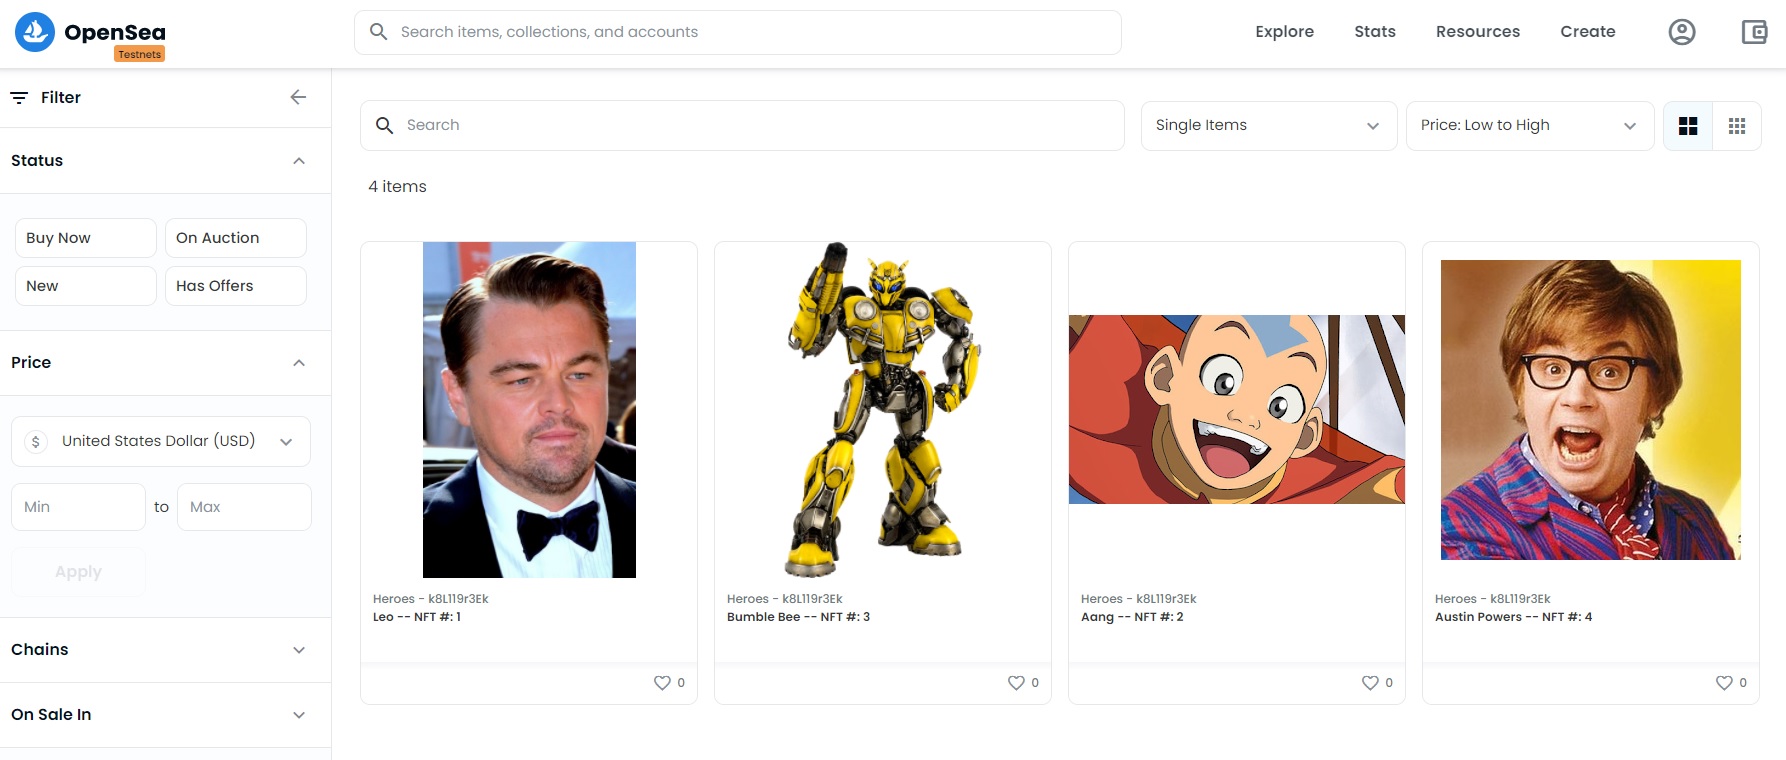 OpenSea
Testnets
Search items, collections, and accounts
Explore
Stats
Resources
Create
Filter
Search
Single Items
Price: Low to High
Status
4 items
Buy Now
On Auction
New
Has Offers
Price
$ United States Dollar (USD)
Min to Max
Apply
Chains
On Sale In
Heroes - k8L119r3Ek
Leo -- NFT #: 1
0
Heroes - k8L119r3Ek
Bumble Bee -- NFT #: 3
0
Heroes - k8L119r3Ek
Aang -- NFT #: 2
0
Heroes - k8L119r3Ek
Austin Powers -- NFT #: 4
0